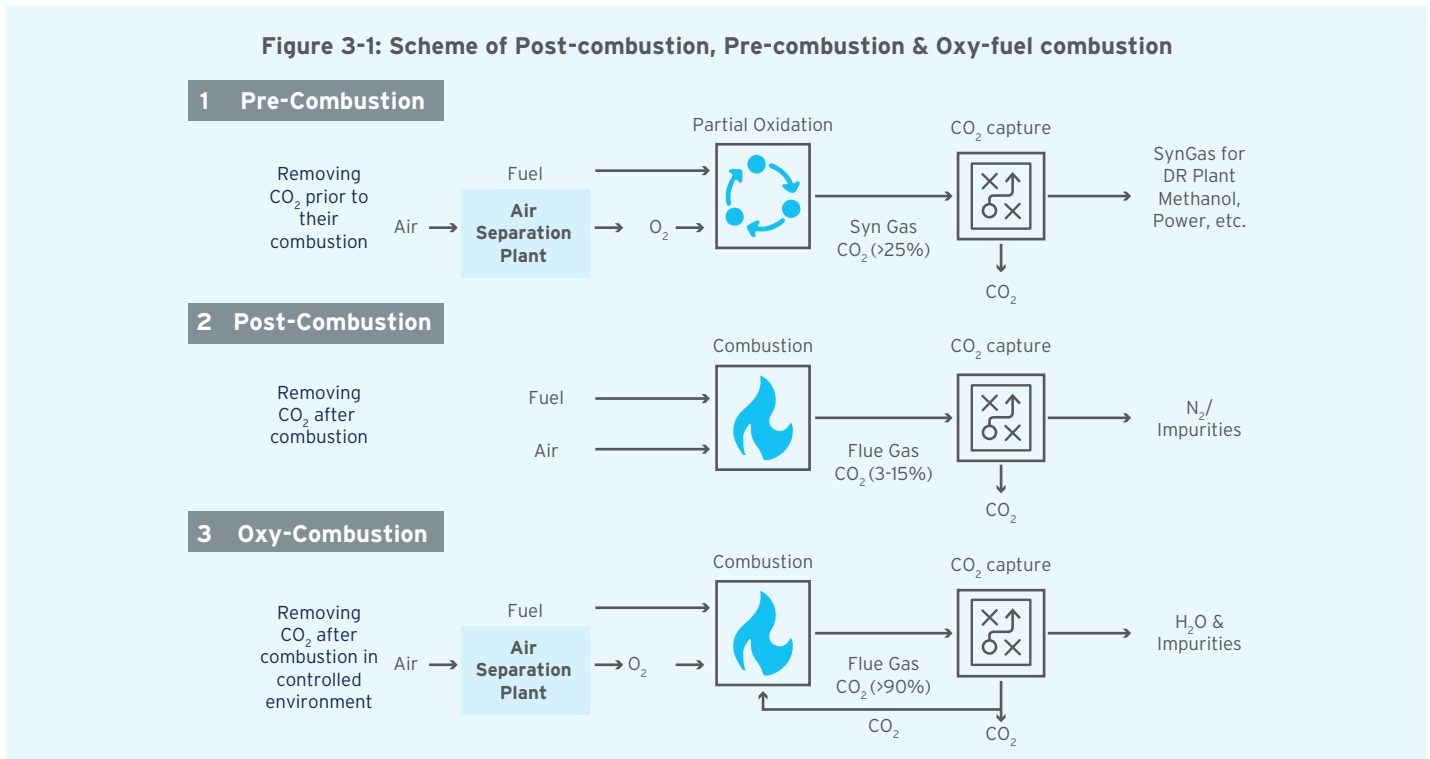 Figure 3-1: Scheme of Post-combustion, Pre-combustion & Oxy-fuel combustion
1 Pre-Combustion
Removing
CO₂ prior to
their
combustion
Air
Fuel
Air
Separation
Plant
O₂
Partial Oxidation
Syn Gas
CO₂ (>25%)
CO₂ capture
CO₂
SynGas for
DR Plant
Methanol,
Power, etc.
2 Post-Combustion
Removing
CO₂ after
combustion
Fuel
Air
Combustion
Flue Gas
CO₂ (3-15%)
CO₂ capture
CO₂
N₂/
Impurities
3 Oxy-Combustion
Removing
CO₂ after
combustion in
controlled
environment
Air
Fuel
Air
Separation
Plant
O₂
Combustion
Flue Gas
CO₂ (>90%)
CO₂
CO₂ capture
CO₂
H₂O &
Impurities